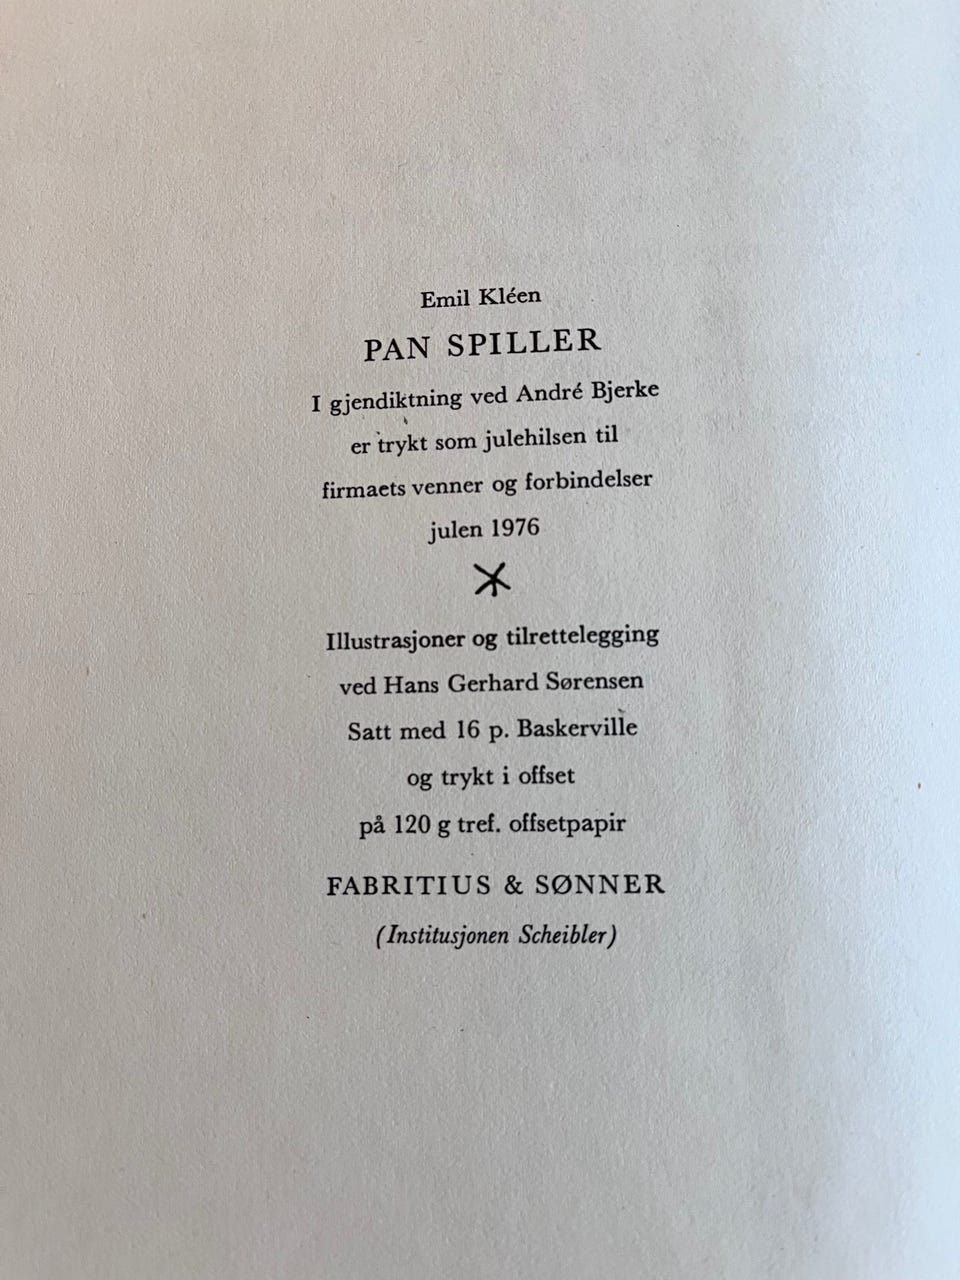 Emil Kléen
PAN SPILLER
I gjendiktning ved André Bjerke
er trykt som julehilsen til
firmaets venner og forbindelser
julen 1976
Illustrasjoner og tilrettelegging
ved Hans Gerhard Sørensen
Satt med 16 p. Baskerville
og trykt i offset
på 120 g tref. offsetpapir
FABRITIUS & SØNNER
(Institusjonen Scheibler)